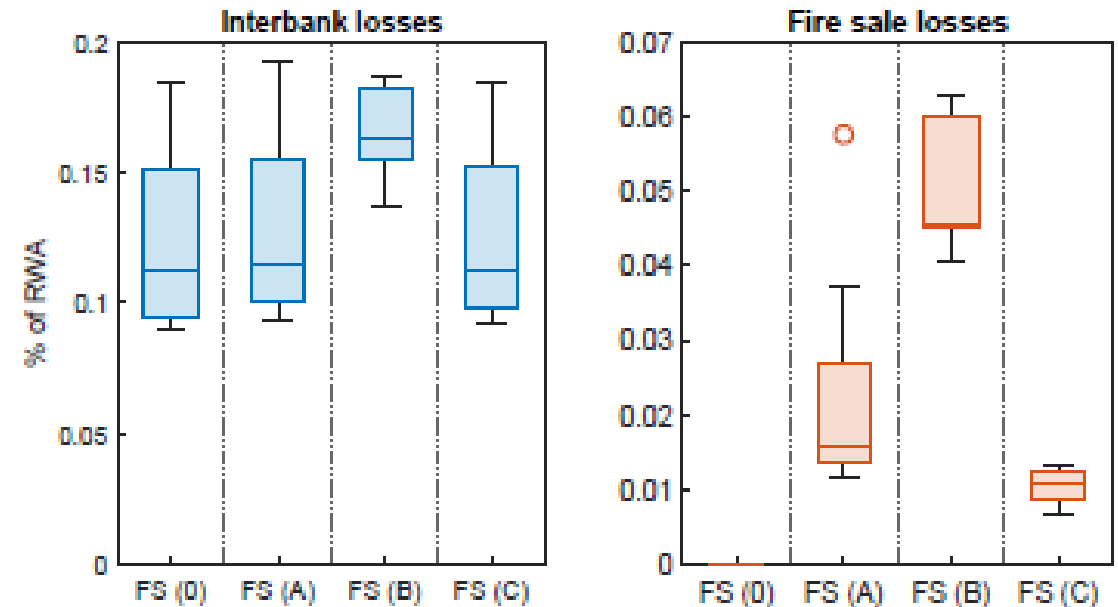 Interbank losses
% of RWA
0.2
0.15
0.1
0.05
0
FS (0) FS (A) FS (B) FS (C)
Fire sale losses
0.07
0.06
0.05
0.04
0.03
0.02
0.01
0
FS (0) FS (A) FS (B) FS (C)